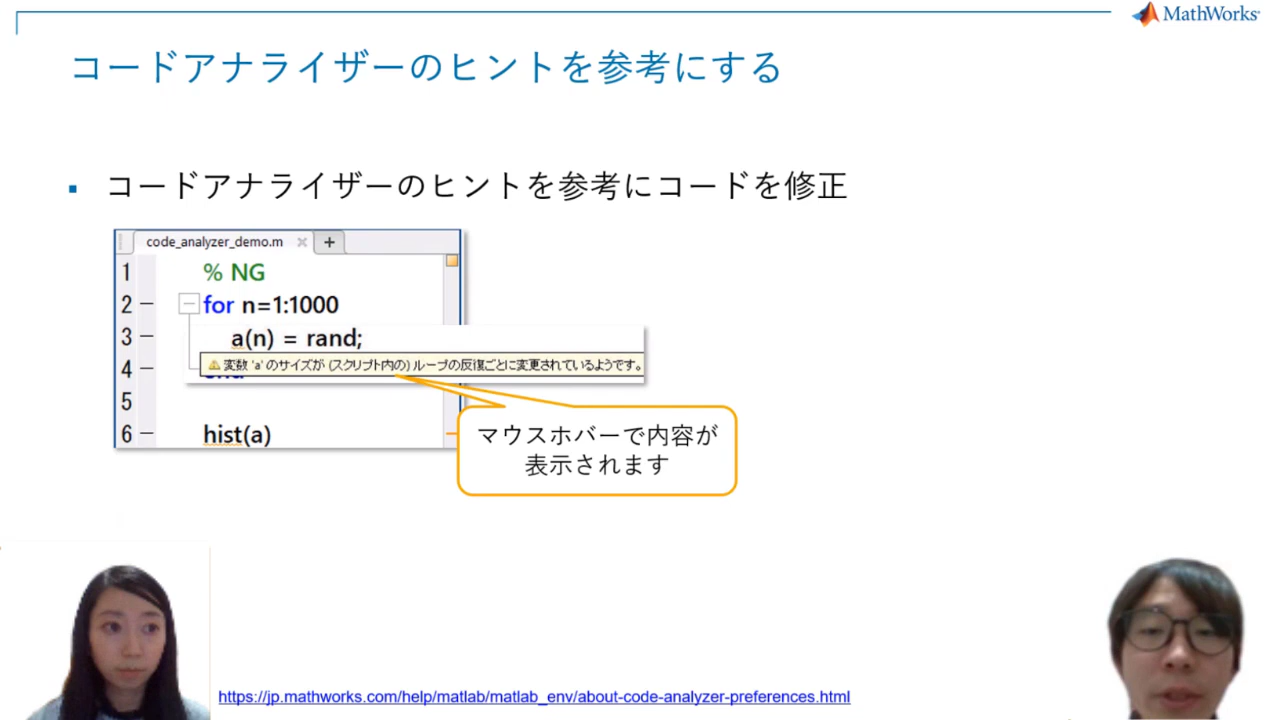 MathWorks
コードアナライザーのヒントを参考にする
▪ コードアナライザーのヒントを参考にコードを修正
code_analyzer_demo.m × +
1 % NG
2 for n=1:1000
3 a(n) = rand;
変数 'a' のサイズが (スクリプト内の) ループの反復ごとに変更されているようです。
4 end
5
6 hist(a)
マウスホバーで内容が
表示されます
https://jp.mathworks.com/help/matlab/matlab_env/about-code-analyzer-preferences.html